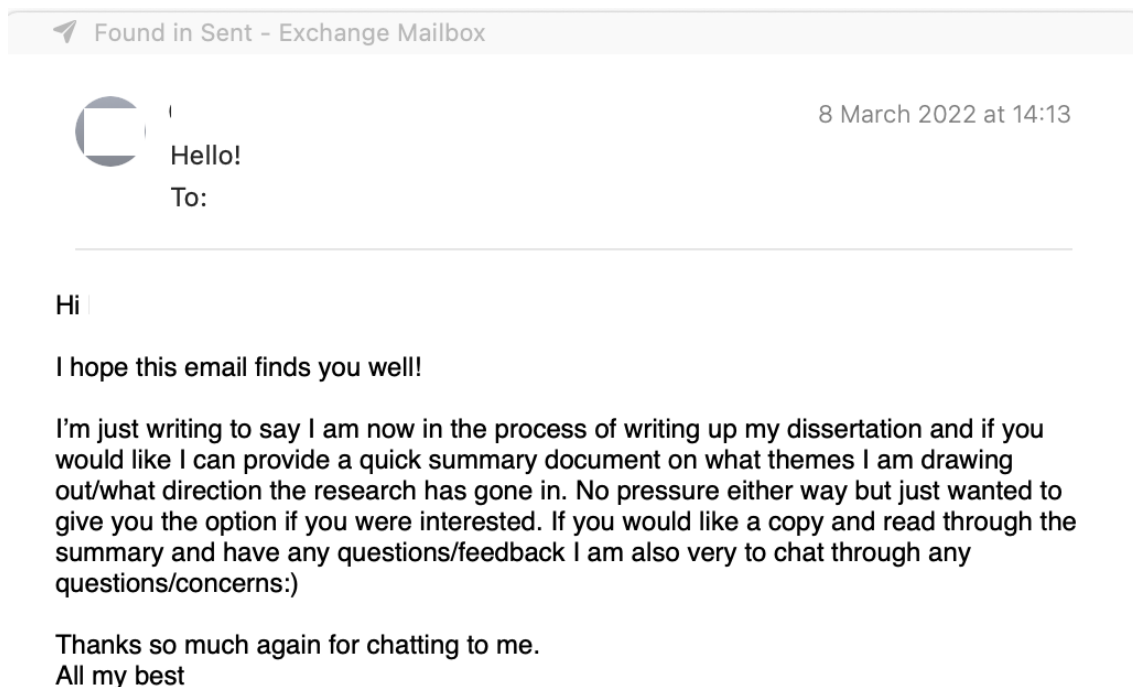 Found in Sent - Exchange Mailbox
8 March 2022 at 14:13
Hello!
To:
Hi
I hope this email finds you well!
I'm just writing to say I am now in the process of writing up my dissertation and if you
would like I can provide a quick summary document on what themes I am drawing
out/what direction the research has gone in. No pressure either way but just wanted to
give you the option if you were interested. If you would like a copy and read through the
summary and have any questions/feedback I am also very to chat through any
questions/concerns:)
Thanks so much again for chatting to me.
All my best